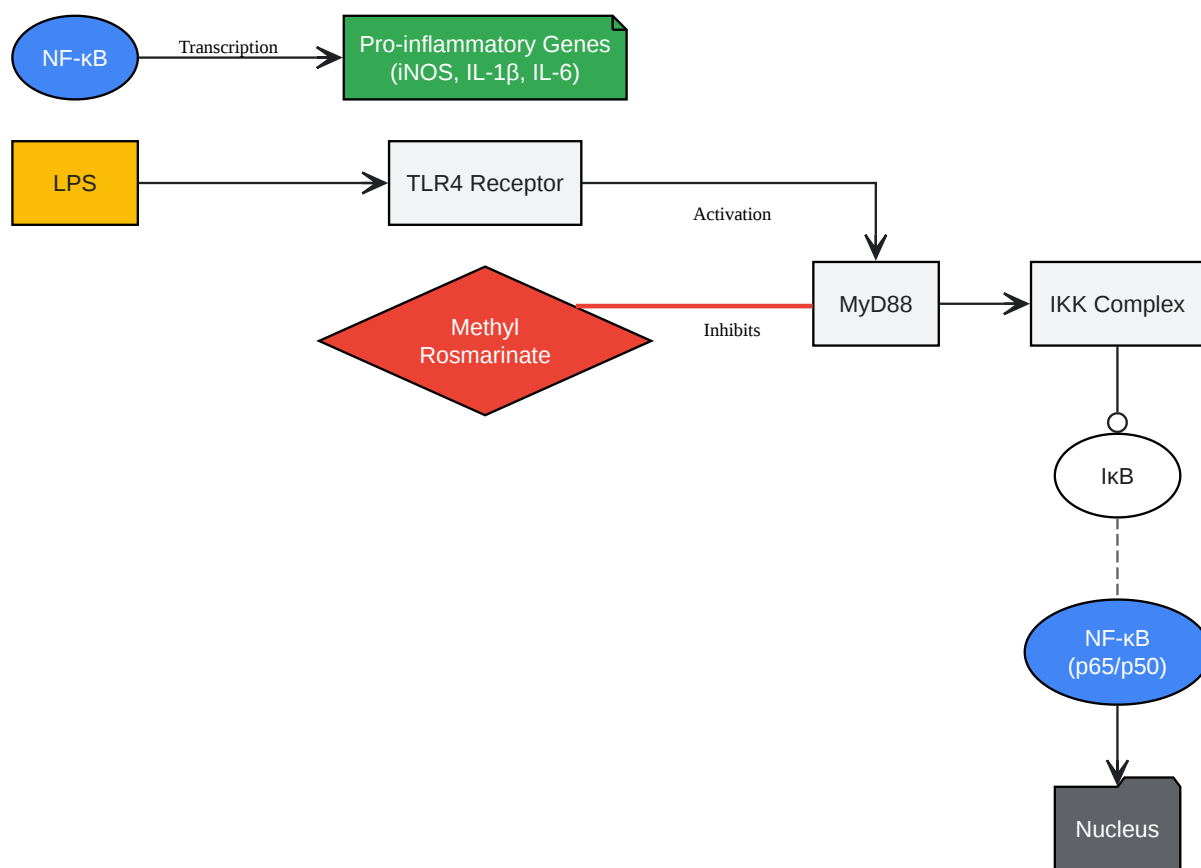 NF-κB
Transcription
Pro-inflammatory Genes
(iNOS, IL-1β, IL-6)
LPS
TLR4 Receptor
Activation
Methyl
Rosmarinate
Inhibits
MyD88
IKK Complex
IκB
NF-κB
(p65/p50)
Nucleus